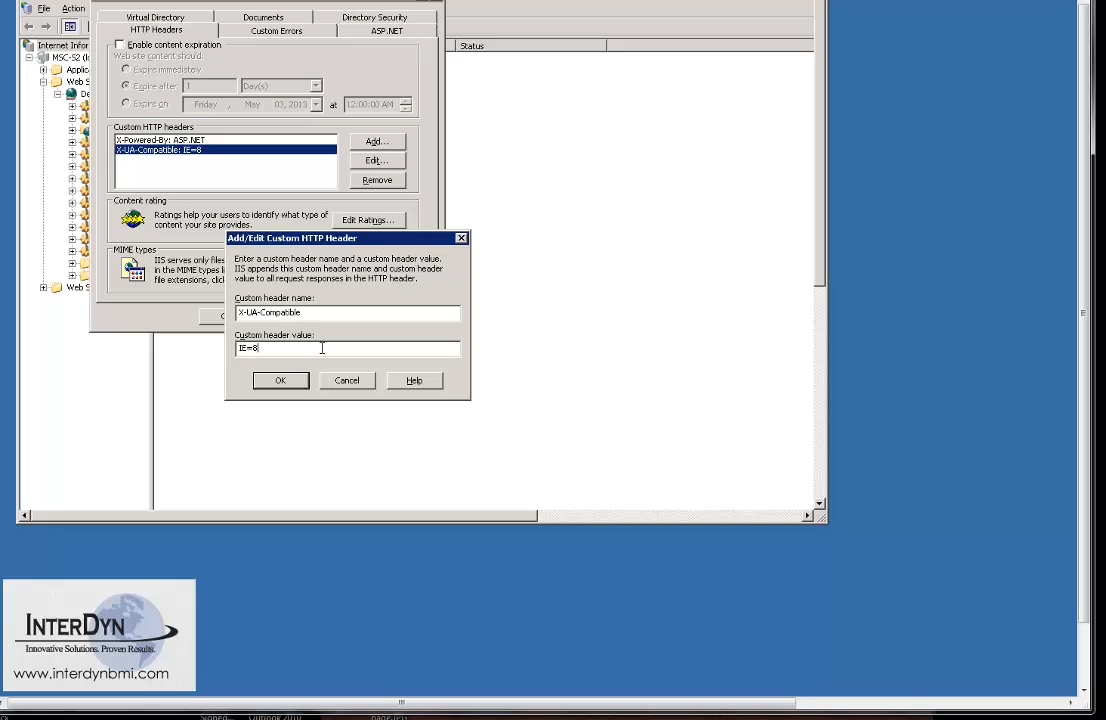 File Action
Virtual Directory Documents Directory Security
HTTP Headers Custom Errors ASP.NET
Internet Infor
MSC-S2
Applic
Web S
De
Web S
Status
Enable content expiration
Web site content should:
Expire immediately
Expire after 1 Day(s)
Expire on Friday , May 03, 2013 at 12:00:00 AM
Custom HTTP headers
X-Powered-By: ASP.NET
X-UA-Compatible: IE=8
Add...
Edit...
Remove
Content rating
Ratings help your users to identify what type of
content your site provides.
Edit Ratings...
MIME types
IIS serves only files
in the MIME types
file extensions, click
Add/Edit Custom HTTP Header
Enter a custom header name and a custom header value.
IIS appends this custom header name and custom header
value to all request responses in the HTTP header.
Custom header name:
X-UA-Compatible
Custom header value:
IE=8
OK Cancel Help
INTERDYN
Innovative Solutions. Proven Results.
www.interdynbmi.com